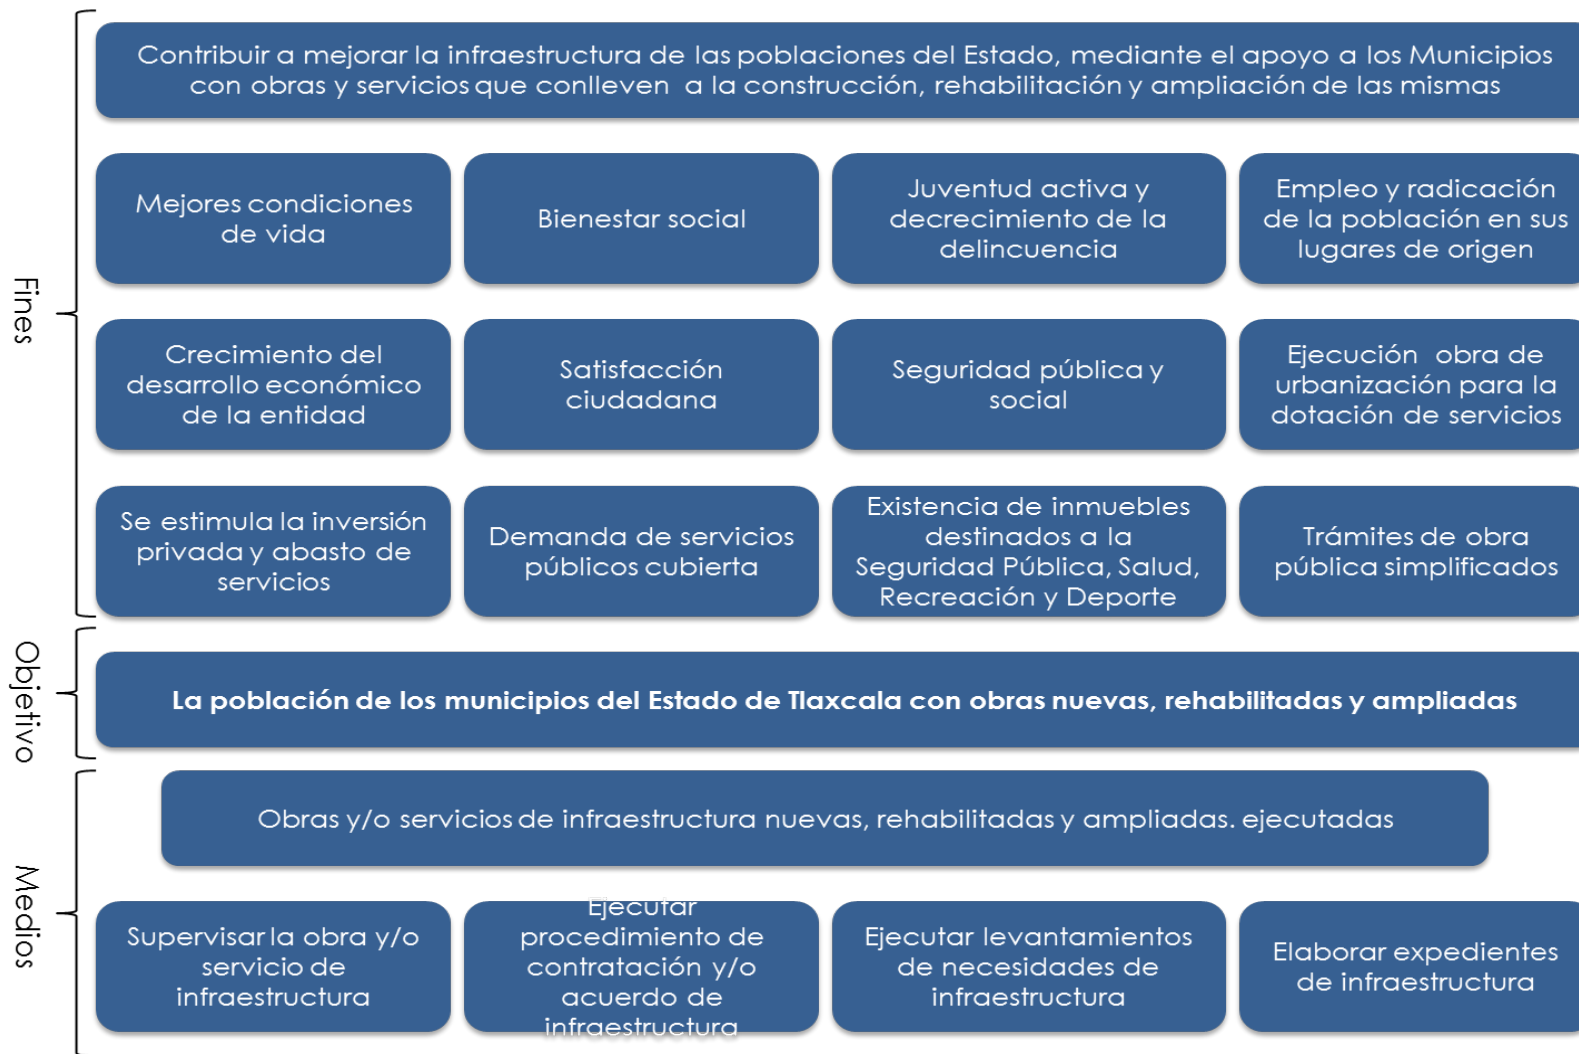 Fines
Contribuir a mejorar la infraestructura de las poblaciones del Estado, mediante el apoyo a los Municipios
con obras y servicios que conlleven a la construcción, rehabilitación y ampliación de las mismas
Mejores condiciones
de vida
Bienestar social
Juventud activa y
decrecimiento de la
delincuencia
Empleo y radicación
de la población en sus
lugares de origen
Crecimiento del
desarrollo económico
de la entidad
Satisfacción
ciudadana
Seguridad pública y
social
Ejecución obra de
urbanización para la
dotación de servicios
Se estimula la inversión
privada y abasto de
servicios
Demanda de servicios
públicos cubierta
Existencia de inmuebles
destinados a la
Seguridad Pública, Salud,
Recreación y Deporte
Trámites de obra
pública simplificados
Objetivo
La población de los municipios del Estado de Tlaxcala con obras nuevas, rehabilitadas y ampliadas
Medios
Obras y/o servicios de infraestructura nuevas, rehabilitadas y ampliadas. ejecutadas
Supervisar la obra y/o
servicio de
infraestructura
Ejecutar
procedimiento de
contratación y/o
acuerdo de
infraestructura
Ejecutar levantamientos
de necesidades de
infraestructura
Elaborar expedientes
de infraestructura